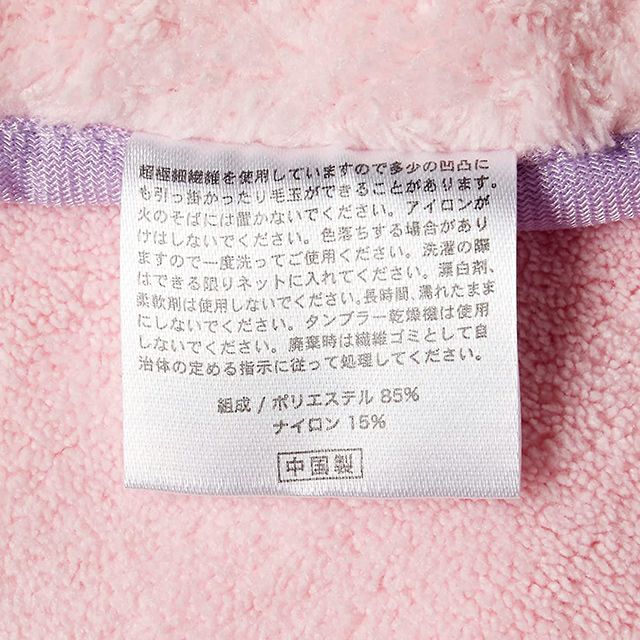 超極細繊維を使用していますので多少の凹凸に
も引っ掛かったり毛玉ができることがあります。
火のそばには置かないでください。アイロンが
けはしないでください。色落ちする場合があり
ますので一度洗ってご使用ください。洗濯の際
はできる限りネットに入れてください。漂白剤、
柔軟剤は使用しないでください。長時間、濡れたまま
にしないでください。タンブラー乾燥機は使用
しないでください。廃棄時は繊維ゴミとして自
治体の定める指示に従って処理してください。
組成 / ポリエステル 85%
ナイロン 15%
中国製